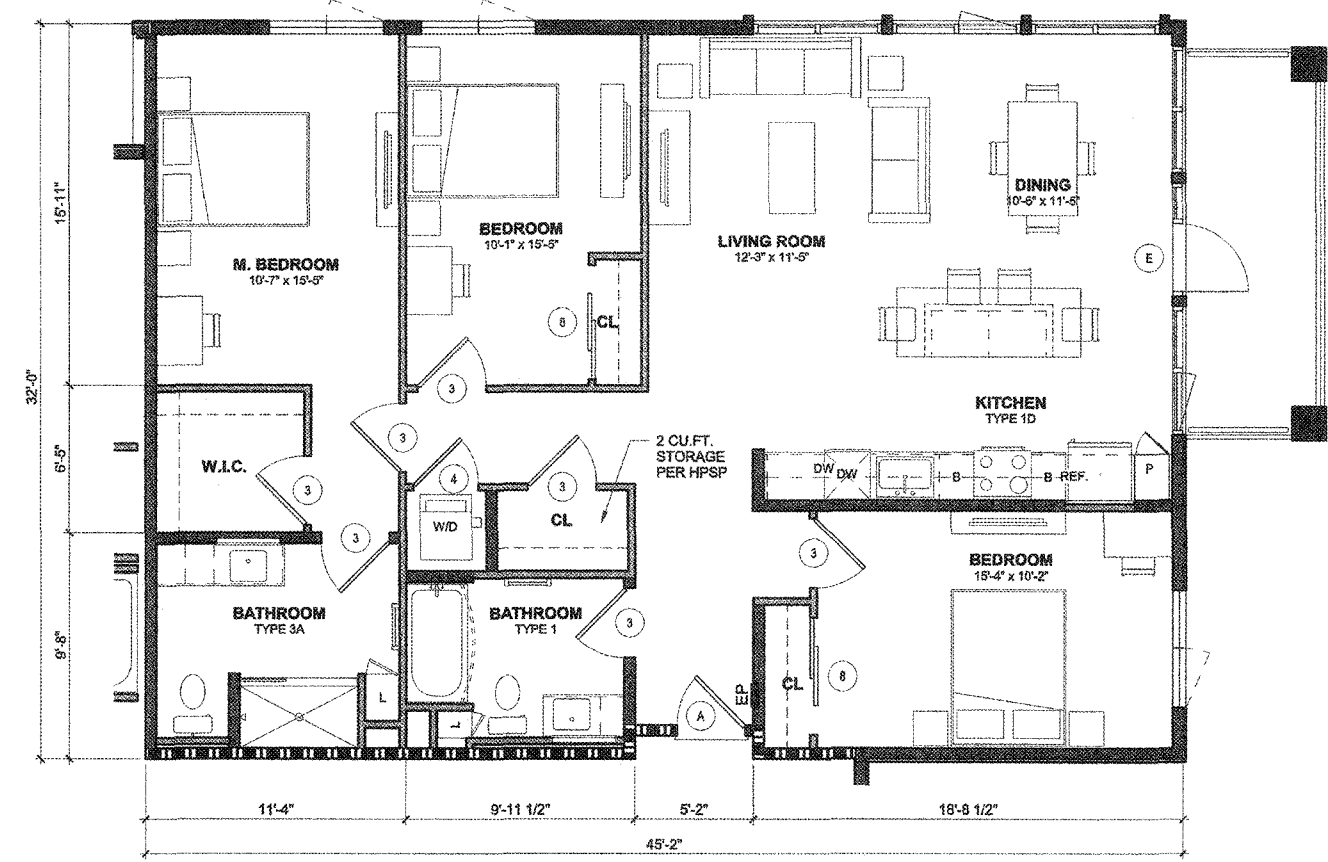 15'-11"
32'-0"
6'-5"
9'-8"
M. BEDROOM
10'-7" x 15'-5"
BEDROOM
10'-1" x 15'-5"
8
CL
LIVING ROOM
12'-3" x 11'-5"
DINING
10'-6" x 11'-5"
E
KITCHEN
TYPE 1D
W.I.C.
3
3
3
3
4
W/D
3
CL
2 CU.FT.
STORAGE
PER HPSP
DW
DW
B
B
REF.
P
BATHROOM
TYPE 3A
L
BATHROOM
TYPE 1
3
L
3
BEDROOM
15'-4" x 10'-2"
CL
8
EP
A
11'-4"
9'-11 1/2"
5'-2"
18'-8 1/2"
45'-2"